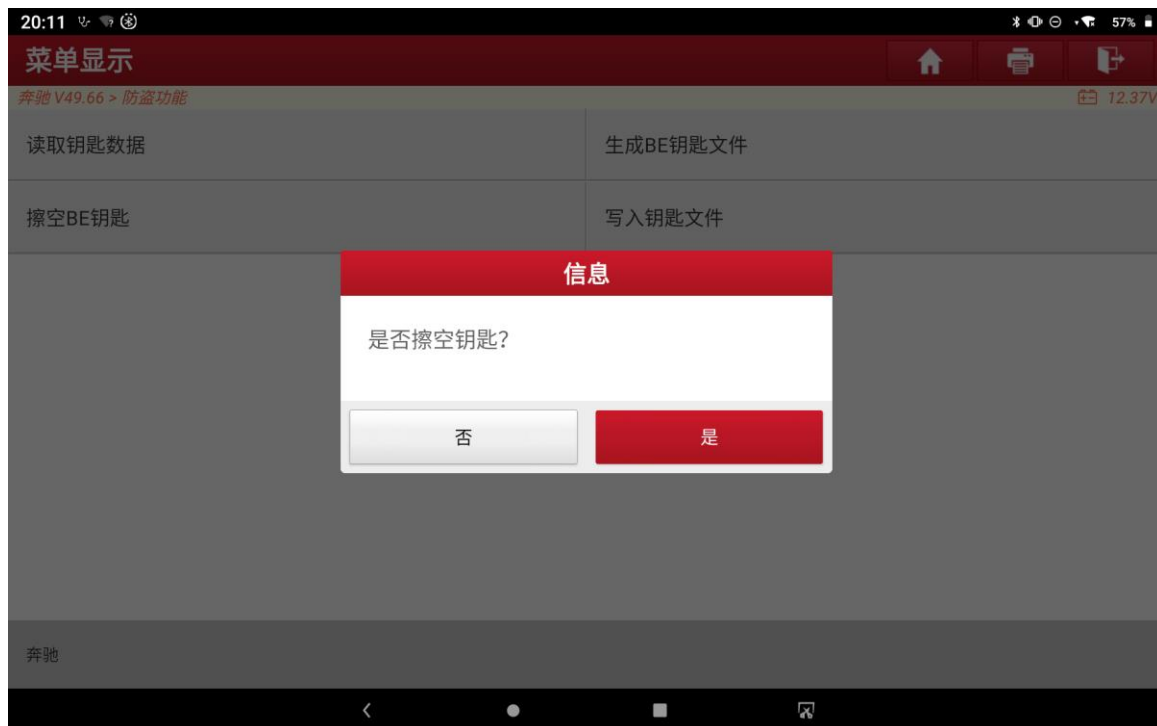 20:11
57%
菜单显示
奔驰 V49.66 > 防盗功能
12.37V
读取钥匙数据
生成BE钥匙文件
擦空BE钥匙
写入钥匙文件
信息
是否擦空钥匙?
否
是
奔驰